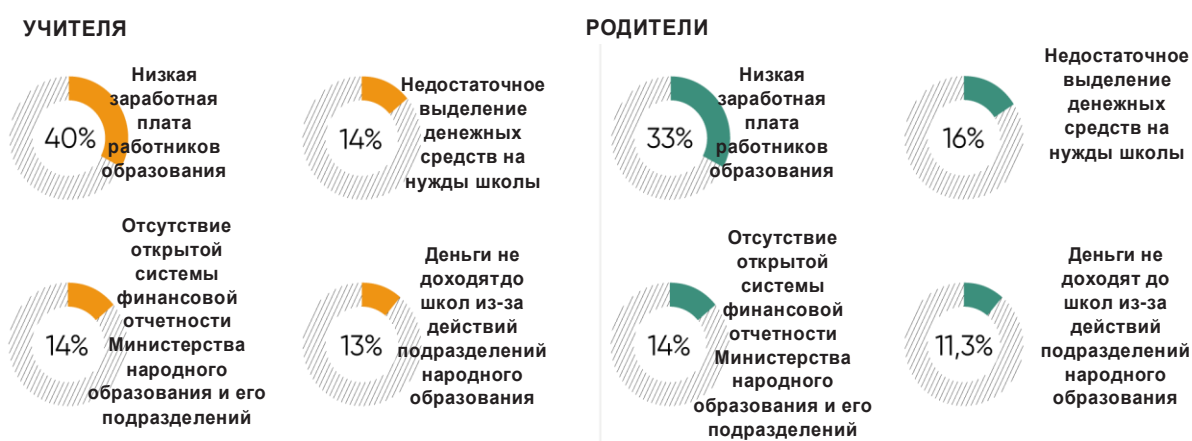 УЧИТЕЛЯ
40%
Низкая
заработная
плата
работников
образования
14%
Недостаточное
выделение
денежных
средств на
нужды школы
14%
Отсутствие
открытой
системы
финансовой
отчетности
Министерства
народного
образования и его
подразделений
13%
Деньги не
доходят до
школ из-за
действий
подразделений
народного
образования
РОДИТЕЛИ
33%
Низкая
заработная
плата
работников
образования
16%
Недостаточное
выделение
денежных
средств на
нужды школы
14%
Отсутствие
открытой
системы
финансовой
отчетности
Министерства
народного
образования и его
подразделений
11,3%
Деньги не
доходят до
школ из-за
действий
подразделений
народного
образования